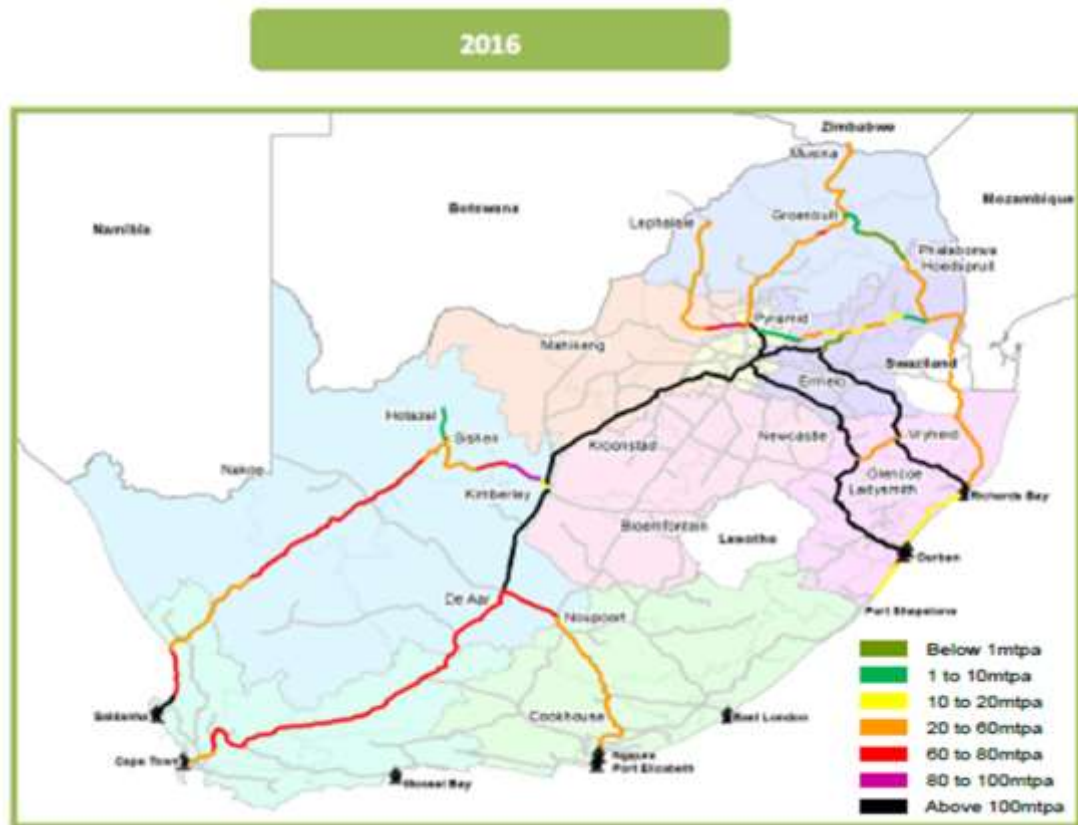 2016
Zimbabwe
Musina
Mozambique
Botswana
Namibia
Lephalale
Groenbult
Phalaborwa
Hoedspruit
Pyramid
Mahikeng
Swaziland
Ermelo
Hotazel
Sishen
Kroonstad
Newcastle
Vryheid
Nakop
Glencoe
Kimberley
Ladysmith
Richards Bay
Bloemfontein
Lesotho
Durban
De Aar
Noupoort
Port Shepstone
Saldanha
Cookhouse
East London
Cape Town
Ngqura
Port Elizabeth
Mossel Bay
Below 1mtpa
1 to 10mtpa
10 to 20mtpa
20 to 60mtpa
60 to 80mtpa
80 to 100mtpa
Above 100mtpa